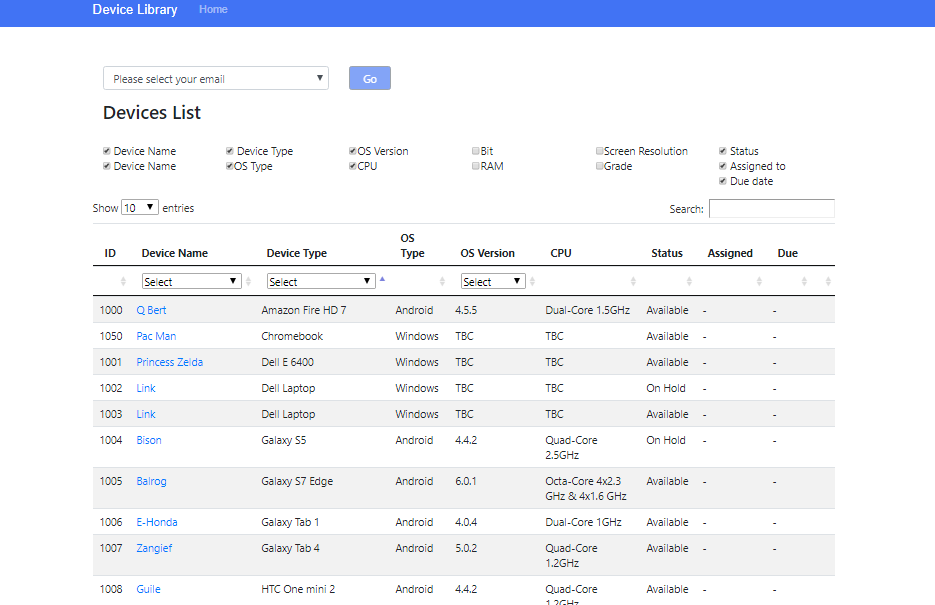 Device Library Home
Please select your email Go
Devices List
Device Name Device Type OS Version Bit Screen Resolution Status
Device Name OS Type CPU RAM Grade Assigned to
Due date
Show 10 entries Search:
ID Device Name Device Type OS Type OS Version CPU Status Assigned Due
Select Select Select
1000 Q Bert Amazon Fire HD 7 Android 4.5.5 Dual-Core 1.5GHz Available - -
1050 Pac Man Chromebook Windows TBC TBC Available - -
1001 Princess Zelda Dell E 6400 Windows TBC TBC Available - -
1002 Link Dell Laptop Windows TBC TBC On Hold - -
1003 Link Dell Laptop Windows TBC TBC Available - -
1004 Bison Galaxy S5 Android 4.4.2 Quad-Core On Hold - -
2.5GHz
1005 Balrog Galaxy S7 Edge Android 6.0.1 Octa-Core 4x2.3 Available - -
GHz & 4x1.6 GHz
1006 E-Honda Galaxy Tab 1 Android 4.0.4 Dual-Core 1GHz Available - -
1007 Zangief Galaxy Tab 4 Android 5.0.2 Quad-Core Available - -
1.2GHz
1008 Guile HTC One mini 2 Android 4.4.2 Quad-Core Available - -
1.2GHz